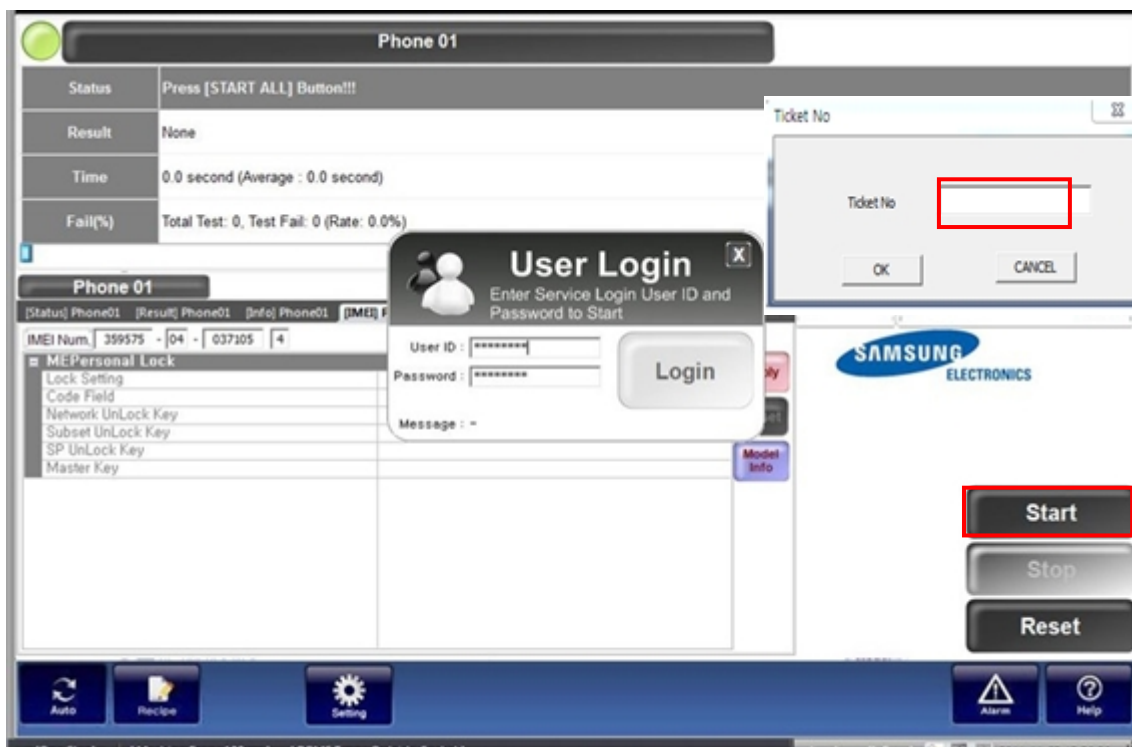 Phone 01
Status Press [START ALL] Button!!!
Result None
Time 0.0 second (Average : 0.0 second)
Fail(%) Total Test: 0, Test Fail: 0 (Rate: 0.0%)
Ticket No
Ticket No
OK CANCEL
User Login X
Enter Service Login User ID and
Password to Start
User ID : ********
Password : ********
Login
Message : -
Phone 01
[Status] Phone01 [Result] Phone01 [Info] Phone01 [IMEI]
IMEI Num. 359575 - 04 - 037105 4
MEPersonal Lock
Lock Setting
Code Field
Network UnLock Key
Subset UnLock Key
SP UnLock Key
Master Key
Model
Info
SAMSUNG
ELECTRONICS
Start
Stop
Reset
Auto Recipe Setting Alarm Help